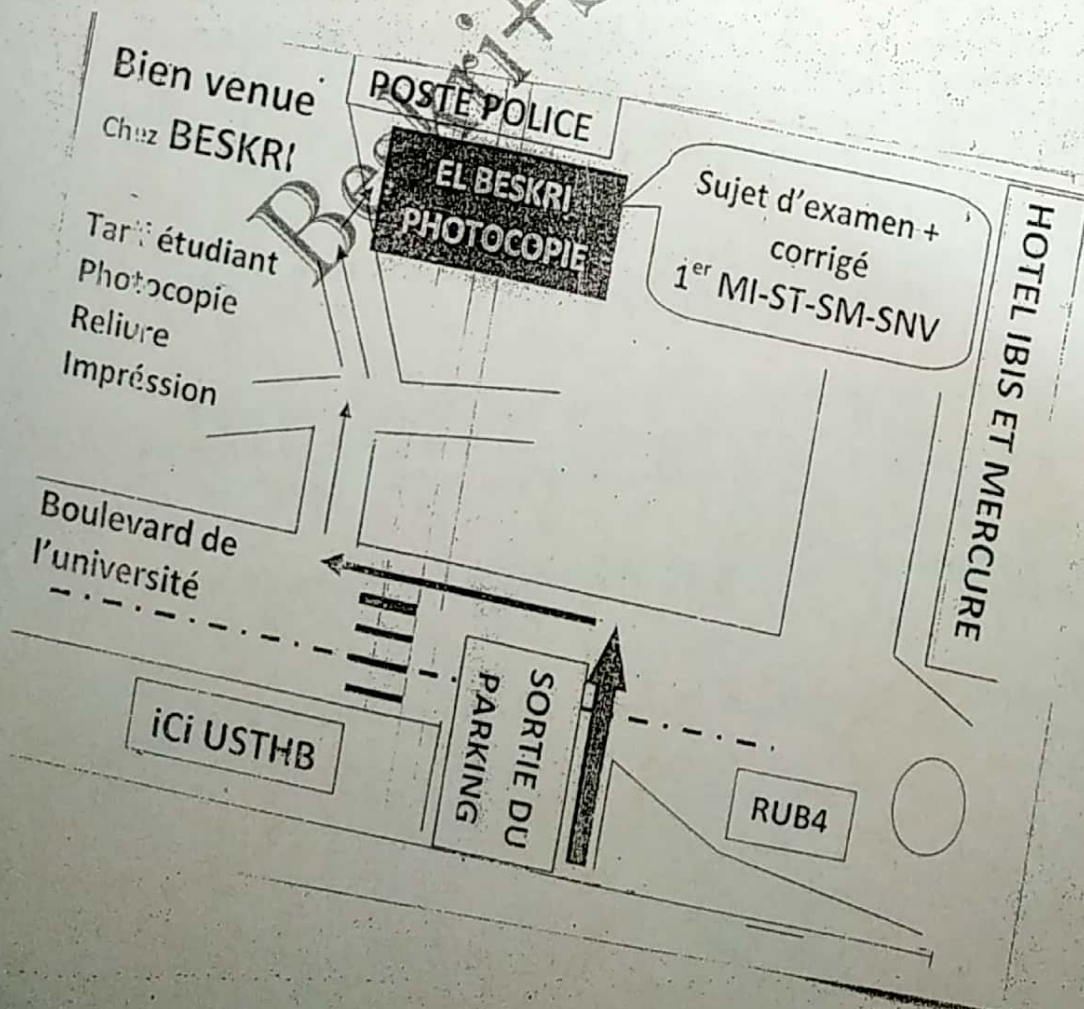 Bien venue
Chez BESKRI
Tarif étudiant
Photocopie
Reliure
Impréssion
POSTE POLICE
EL BESKRI
PHOTOCOPIE
Sujet d'examen +
corrigé
1er MI-ST-SM-SNV
HOTEL IBIS ET MERCURE
Boulevard de
l'université
iCi USTHB
SORTIE DU
PARKING
RUB4